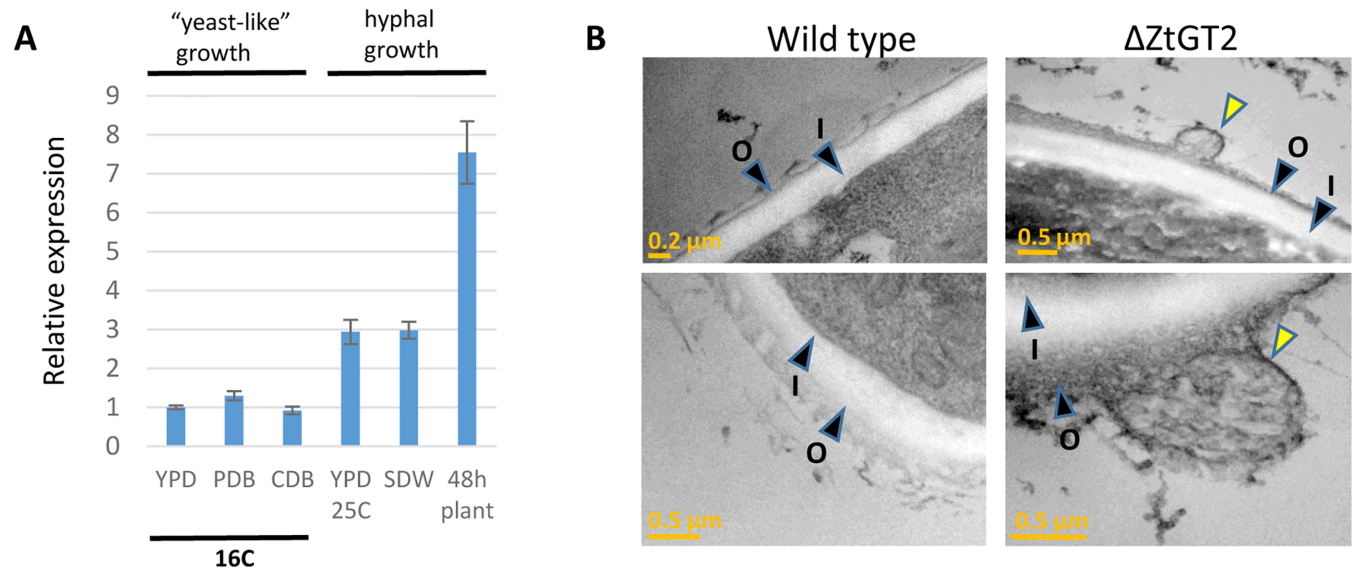 A
“yeast-like”
growth
hyphal
growth
Relative expression
9
8
7
6
5
4
3
2
1
0
YPD
PDB
CDB
YPD
25C
SDW
48h
plant
16C
B
Wild type
ΔZtGT2
O
I
0.2 µm
O
I
0.5 µm
I
O
0.5 µm
I
O
0.5 µm